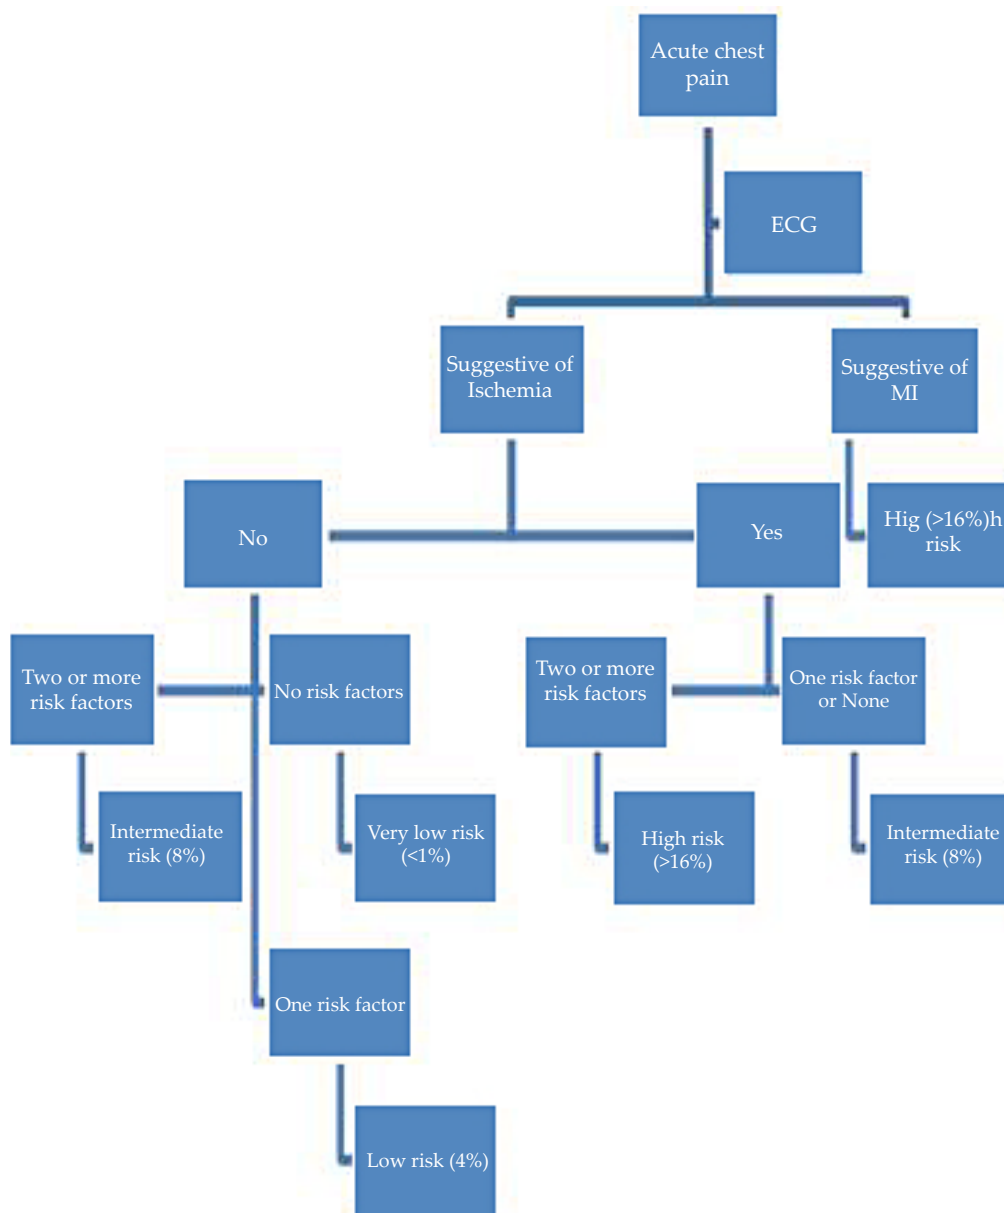 Acute chest
pain
ECG
Suggestive of
Ischemia
Suggestive of
MI
No
Yes
Hig (>16%)h
risk
Two or more
risk factors
No risk factors
Two or more
risk factors
One risk factor
or None
Intermediate
risk (8%)
Very low risk
(<1%)
High risk
(>16%)
Intermediate
risk (8%)
One risk factor
Low risk (4%)